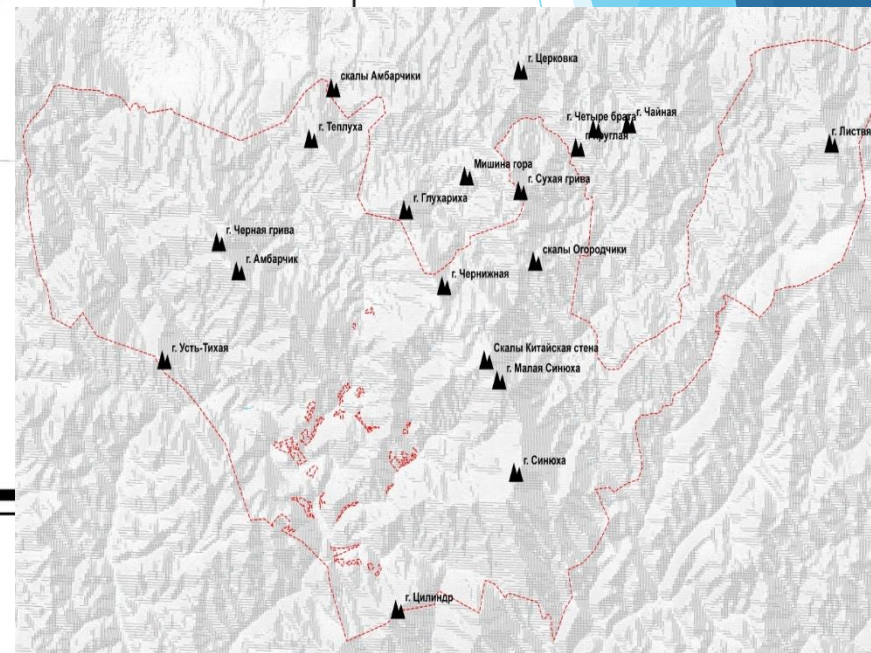 г. Церковка
скалы Амбарчики
г. Четыре брата
г. Чайная
г. Теплуха
г. Круглая
г. Листвя
Мишина гора
г. Сухая грива
г. Глухариха
г. Черная грива
скалы Огородчики
г. Амбарчик
г. Чернижная
г. Усть-Тихая
Скалы Китайская стена
г. Малая Синюха
г. Синюха
г. Цилиндр